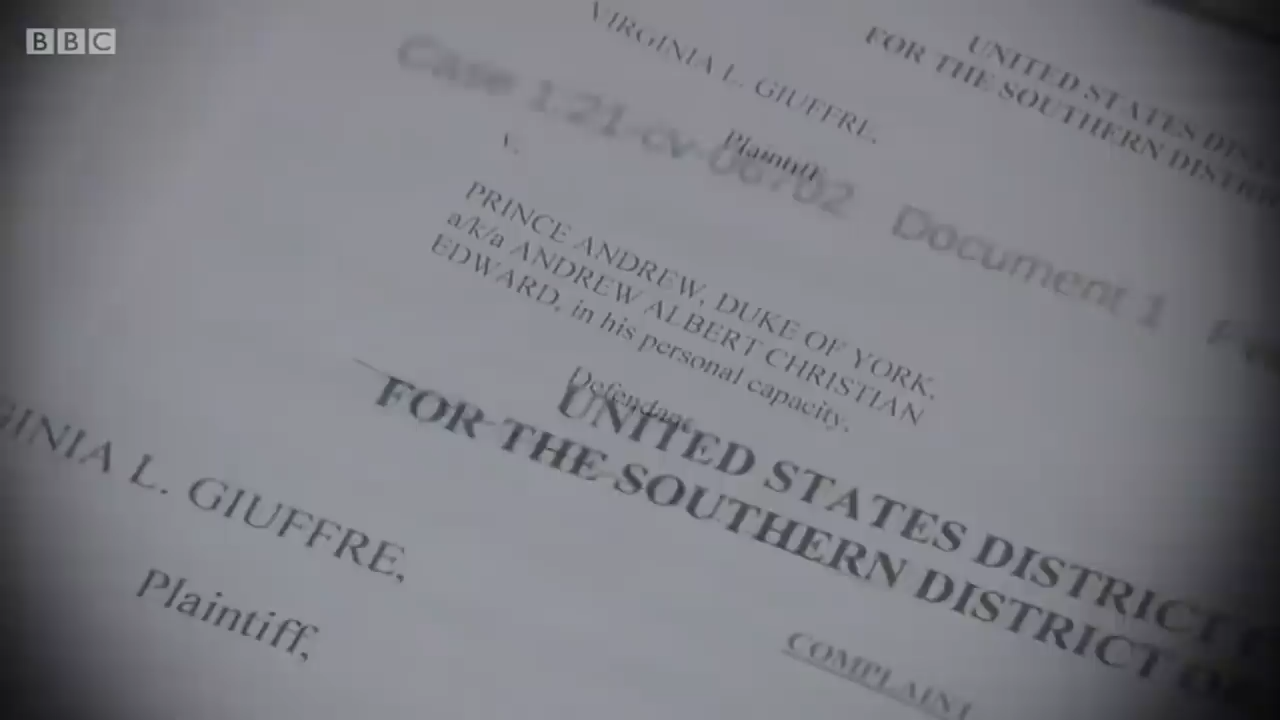 BBC
VIRGINIA L. GIUFFRE,
UNITED STATES
FOR THE SOUTHERN
Case 1:21-cv-06702 Document 1
Plaintiff
v.
PRINCE ANDREW, DUKE OF YORK,
a/k/a ANDREW ALBERT CHRISTIAN
EDWARD, in his personal capacity,
Defendant.
UNITED STATES DISTRICT
FOR THE SOUTHERN DISTRICT
GINIA L. GIUFFRE,
Plaintiff,
COMPLAINT